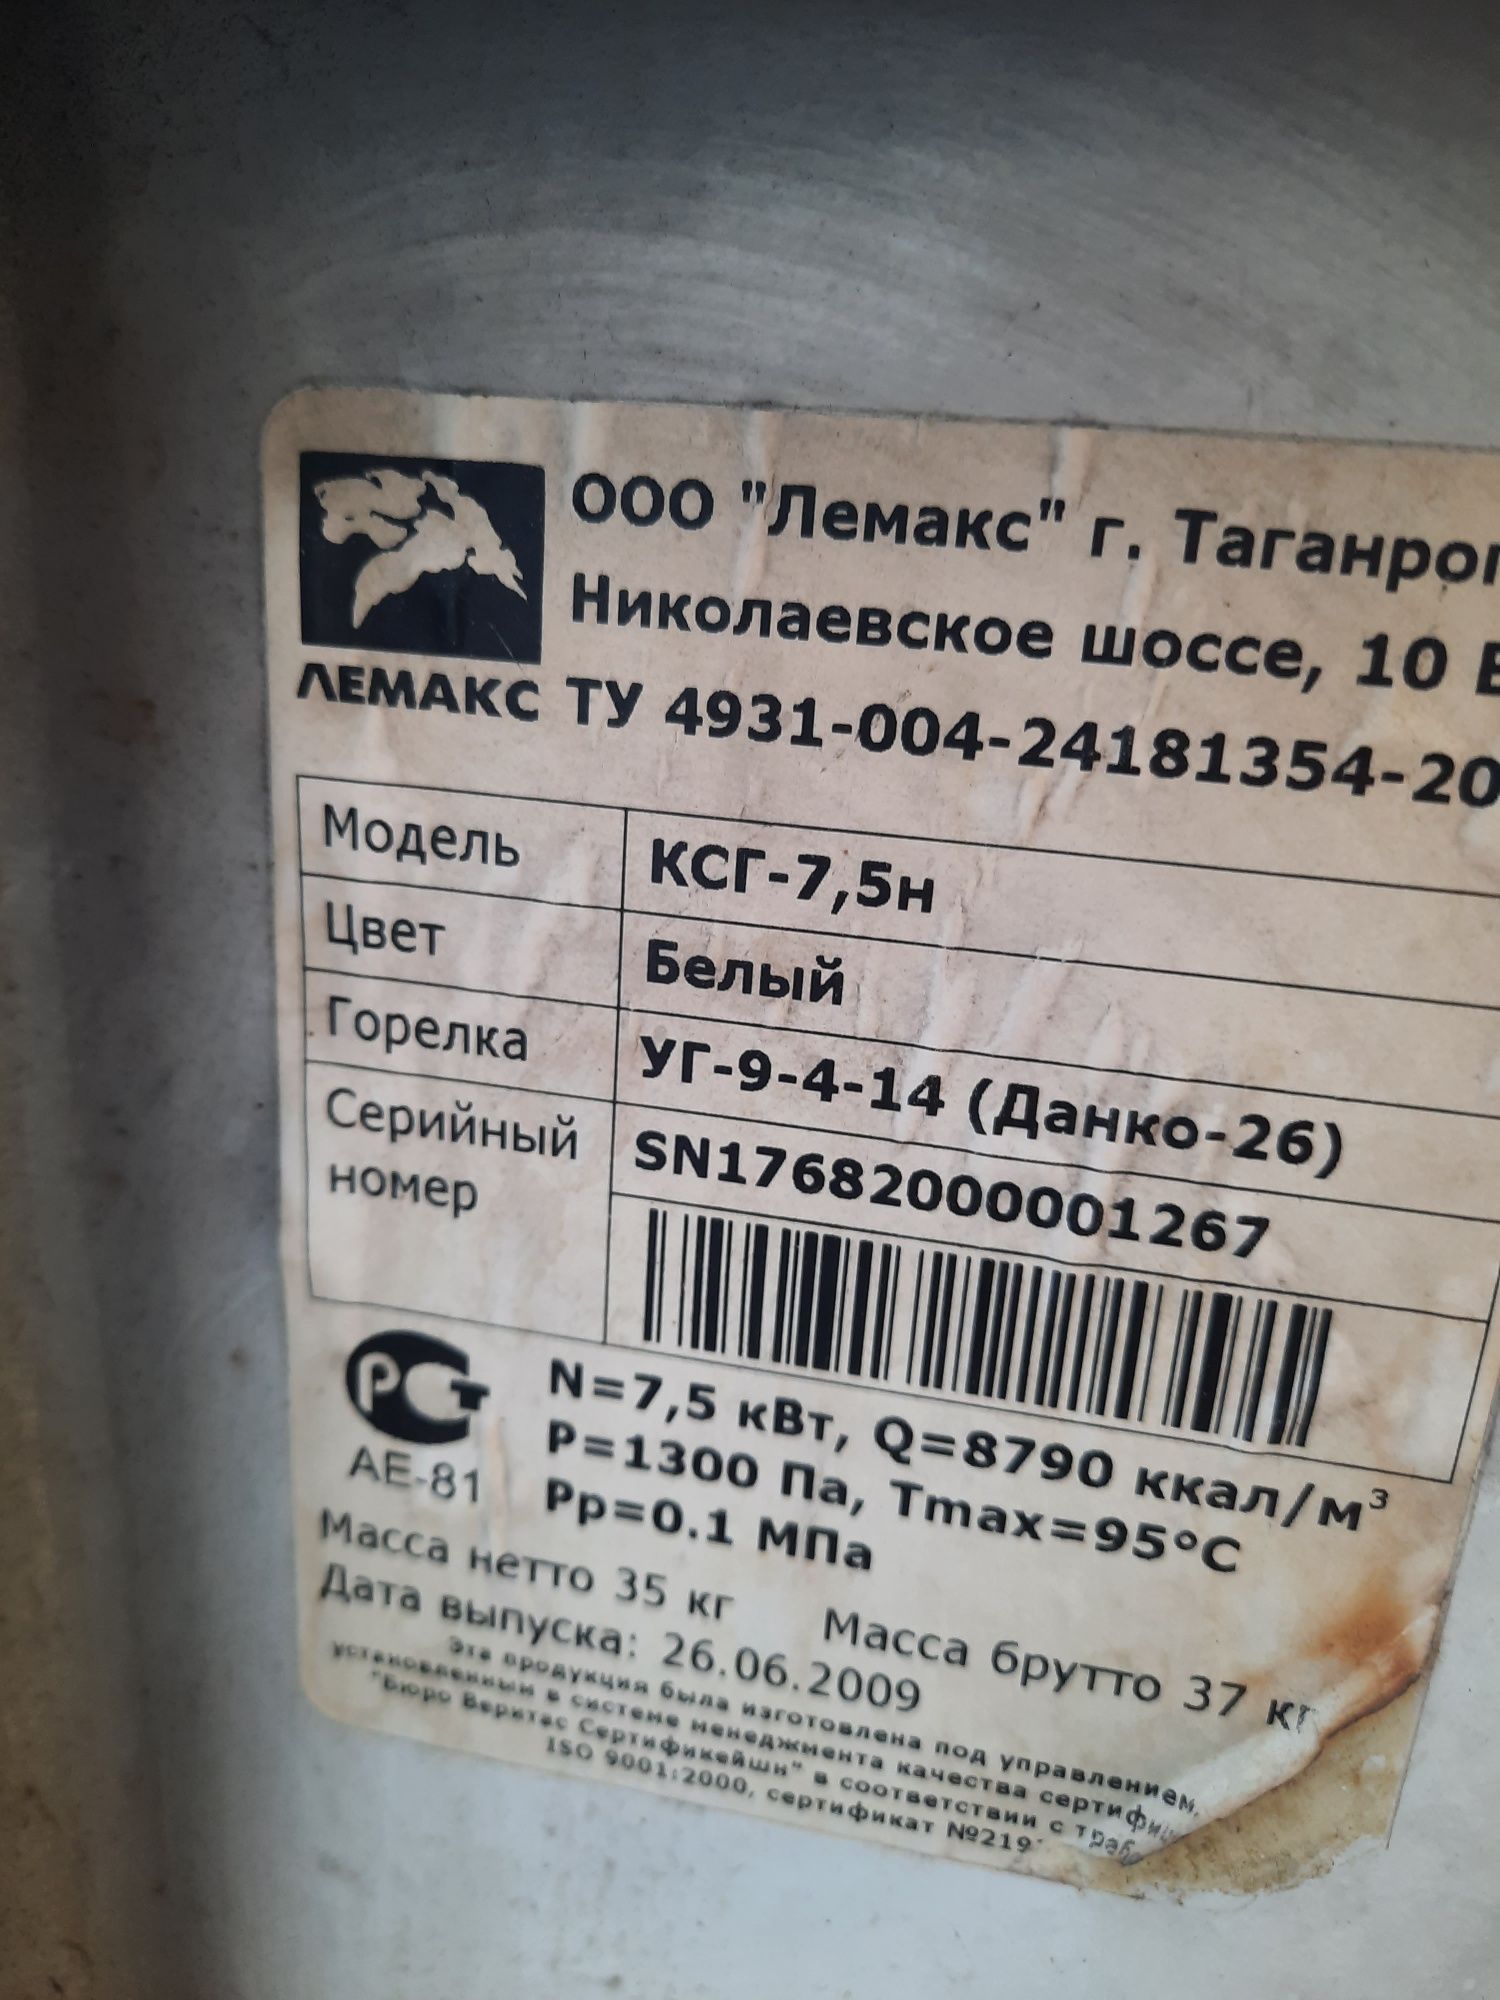 ООО "Лемакс" г. Таганрог
Николаевское шоссе, 10 В
ЛЕМАКС ТУ 4931-004-24181354-20
Модель КСГ-7,5н
Цвет Белый
Горелка УГ-9-4-14 (Данко-26)
Серийный номер SN17682000001267
РСТ
АЕ-81
N=7,5 кВт, Q=8790 ккал/м³
P=1300 Па, Tmax=95°C
Pp=0.1 МПа
Масса нетто 35 кг Масса брутто 37 кг
Дата выпуска: 26.06.2009
Эта продукция была изготовлена под управлением,
установленным в системе менеджмента качества
"Бюро Веритас Сертификейшн" в соответствии с
ISO 9001:2000, сертификат №219